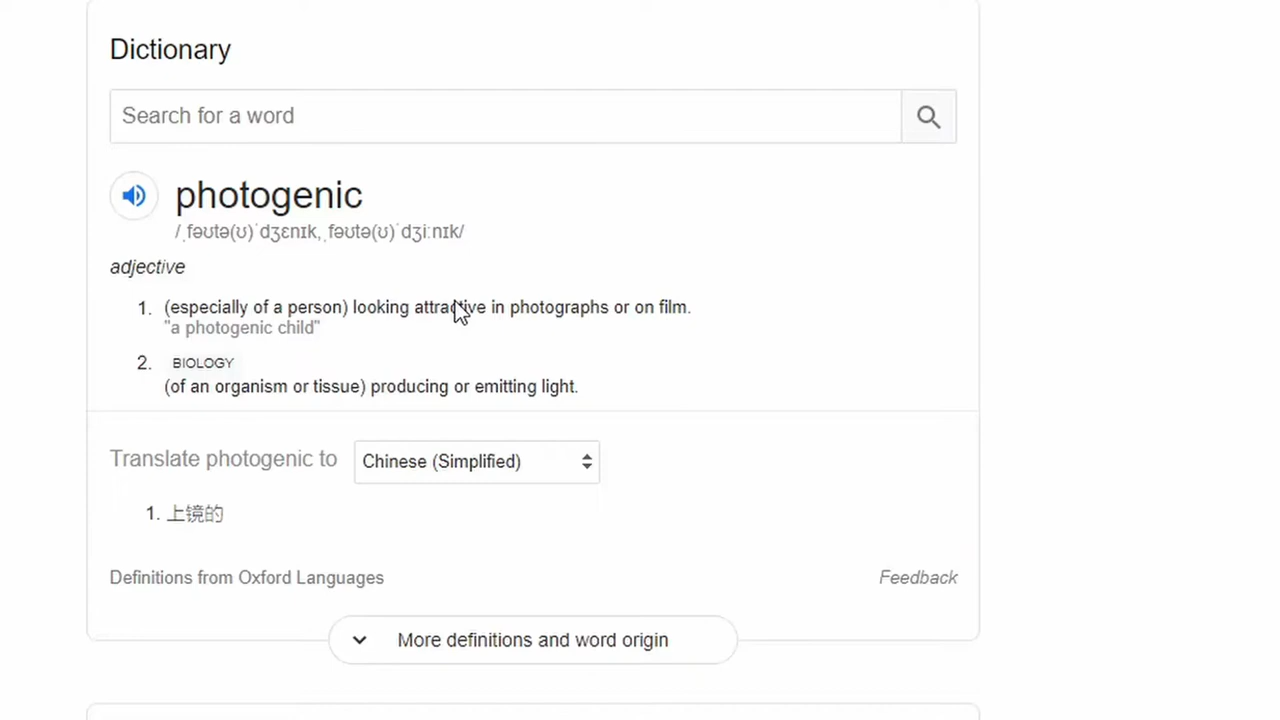 Dictionary
Search for a word
photogenic
/ˌfəʊtə(ʊ)ˈdʒɛnɪk,ˌfəʊtə(ʊ)ˈdʒiːnɪk/
adjective
1. (especially of a person) looking attractive in photographs or on film.
"a photogenic child"
2. BIOLOGY
(of an organism or tissue) producing or emitting light.
Translate photogenic to Chinese (Simplified)
1. 上镜的
Definitions from Oxford Languages Feedback
More definitions and word origin